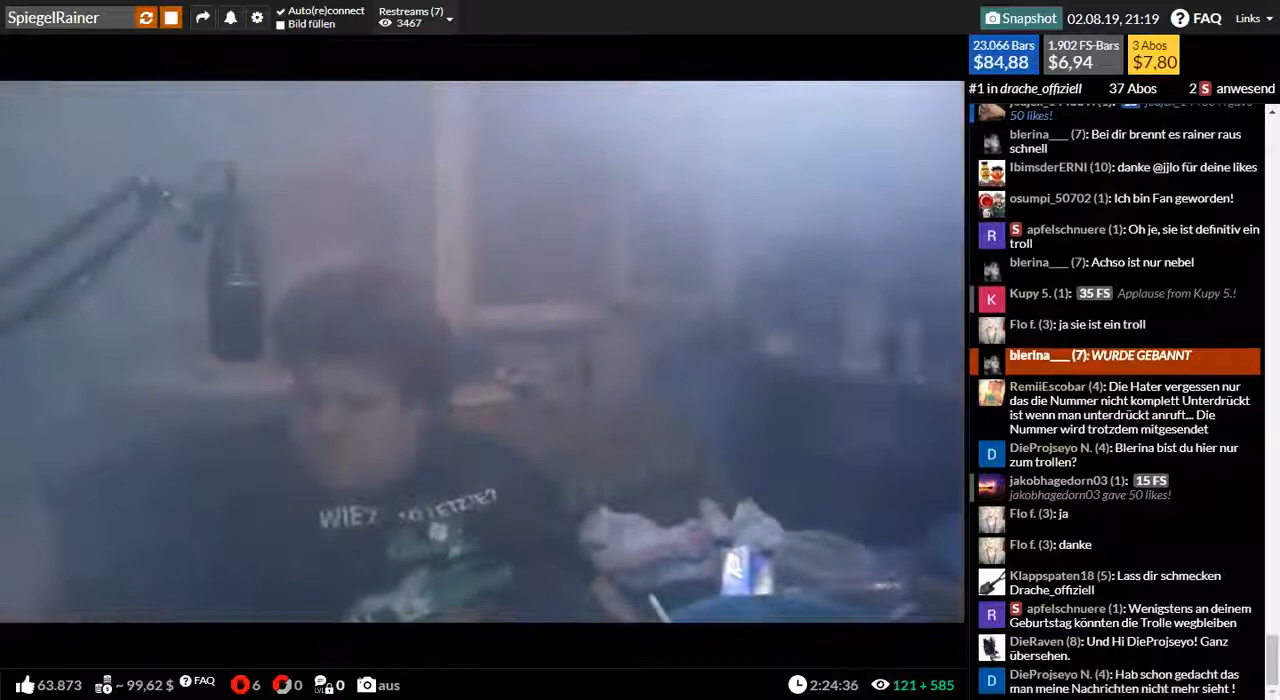 SpiegelRainer
Auto(re)connect
Bild füllen
Restreams (7)
3467
Snapshot
02.08.19, 21:19
FAQ
Links
23.066 Bars
$84,88
1.902 FS-Bars
$6,94
3 Abos
$7,80
#1 in drache_offiziell
37 Abos
2 S anwesend
50 likes!
blerina___ (7): Bei dir brennt es rainer raus
schnell
IbimsderERNI (10): danke @jjlo für deine likes
osumpi_50702 (1): Ich bin Fan geworden!
R
S apfelschnuere (1): Oh je, sie ist definitiv ein
troll
blerina___ (7): Achso ist nur nebel
K
Kupy 5. (1): 35 FS Applause from Kupy 5.!
Flo f. (3): ja sie ist ein troll
blerina___ (7): WURDE GEBANNT
RemiiEscobar (4): Die Hater vergessen nur
das die Nummer nicht komplett Unterdrückt
ist wenn man unterdrückt anruft... Die
Nummer wird trotzdem mitgesendet
D
DieProjseyo N. (4): Blerina bist du hier nur
zum trollen?
jakobhagedorn03 (1): 15 FS
jakobhagedorn03 gave 50 likes!
Flo f. (3): ja
Flo f. (3): danke
Klappspaten18 (5): Lass dir schmecken
Drache_offiziell
R
S apfelschnuere (1): Wenigstens an deinem
Geburtstag könnten die Trolle wegbleiben
DieRaven (8): Und Hi DieProjseyo! Ganz
übersehen.
D
DieProjseyo N. (4): Hab schon gedacht das
man meine Nachrichten nicht mehr sieht !
WIE?
63.873
~ 99,62 $
FAQ
6
0
LVL
0
aus
2:24:36
121 + 585